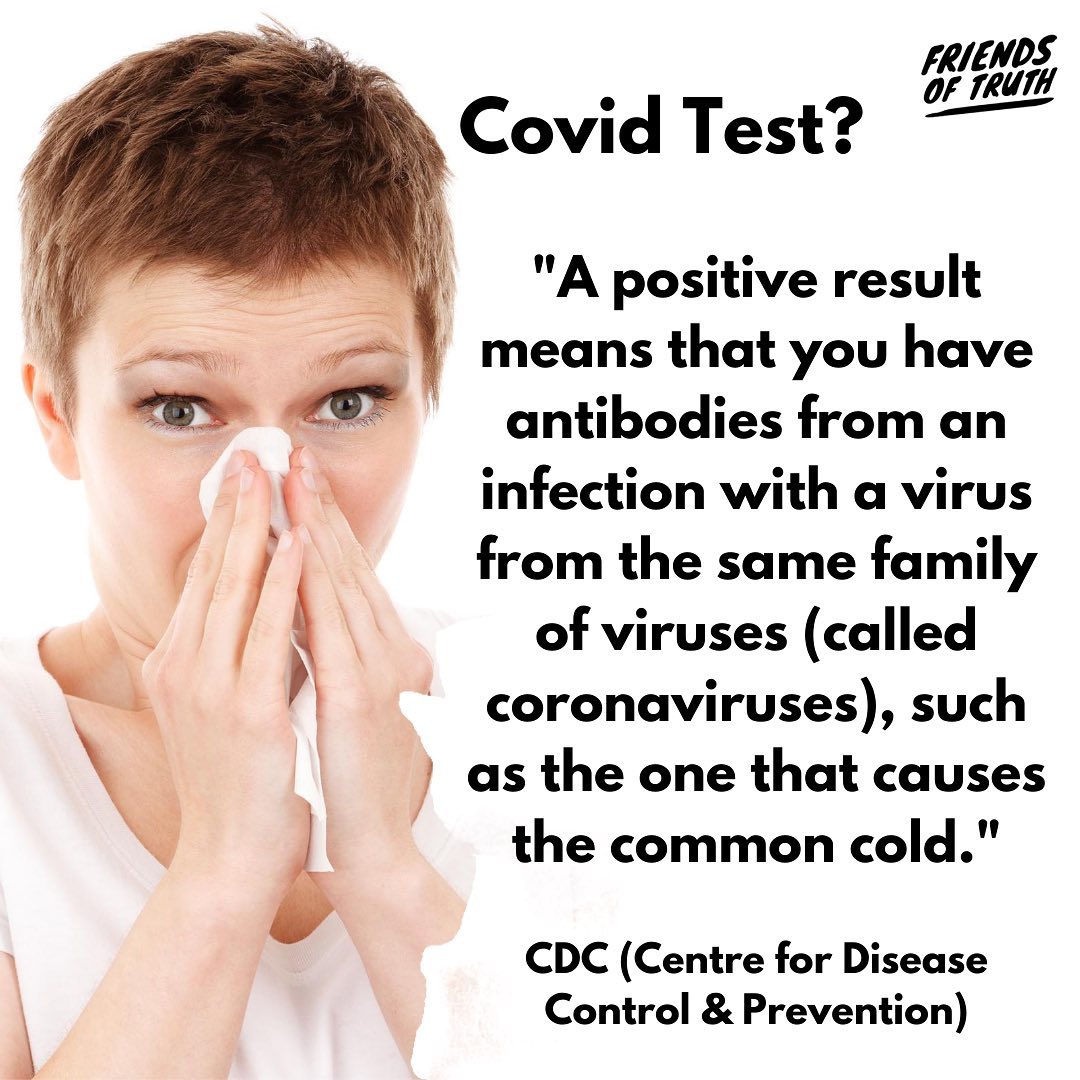 FRIENDS
OF TRUTH
Covid Test?
"A positive result
means that you have
antibodies from an
infection with a virus
from the same family
of viruses (called
coronaviruses), such
as the one that causes
the common cold."
CDC (Centre for Disease
Control & Prevention)